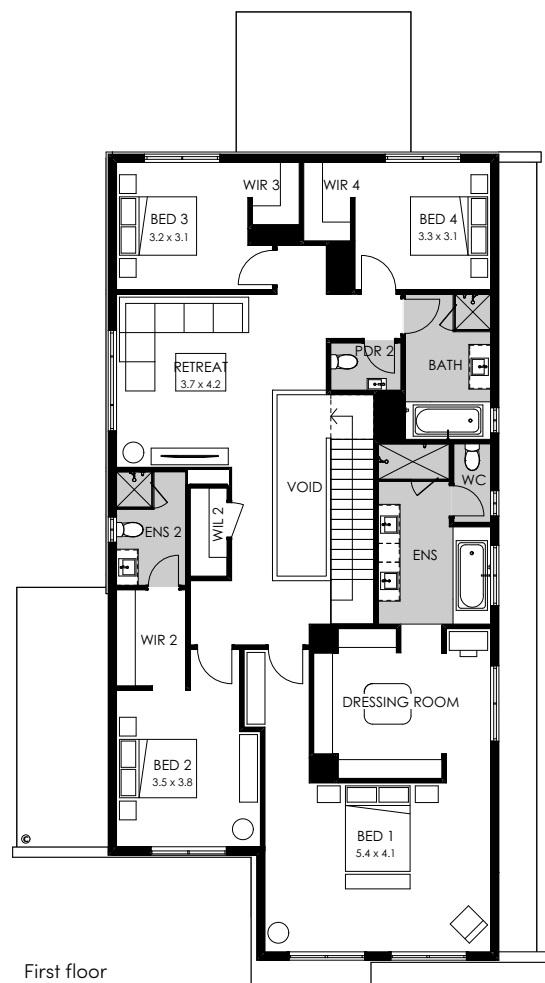 WIR 3
WIR 4
BED 3
3.2 x 3.1
BED 4
3.3 x 3.1
PDR 2
BATH
RETREAT
3.7 x 4.2
WC
VOID
WIL 2
ENS 2
ENS
WIR 2
DRESSING ROOM
BED 2
3.5 x 3.8
BED 1
5.4 x 4.1
©
First floor